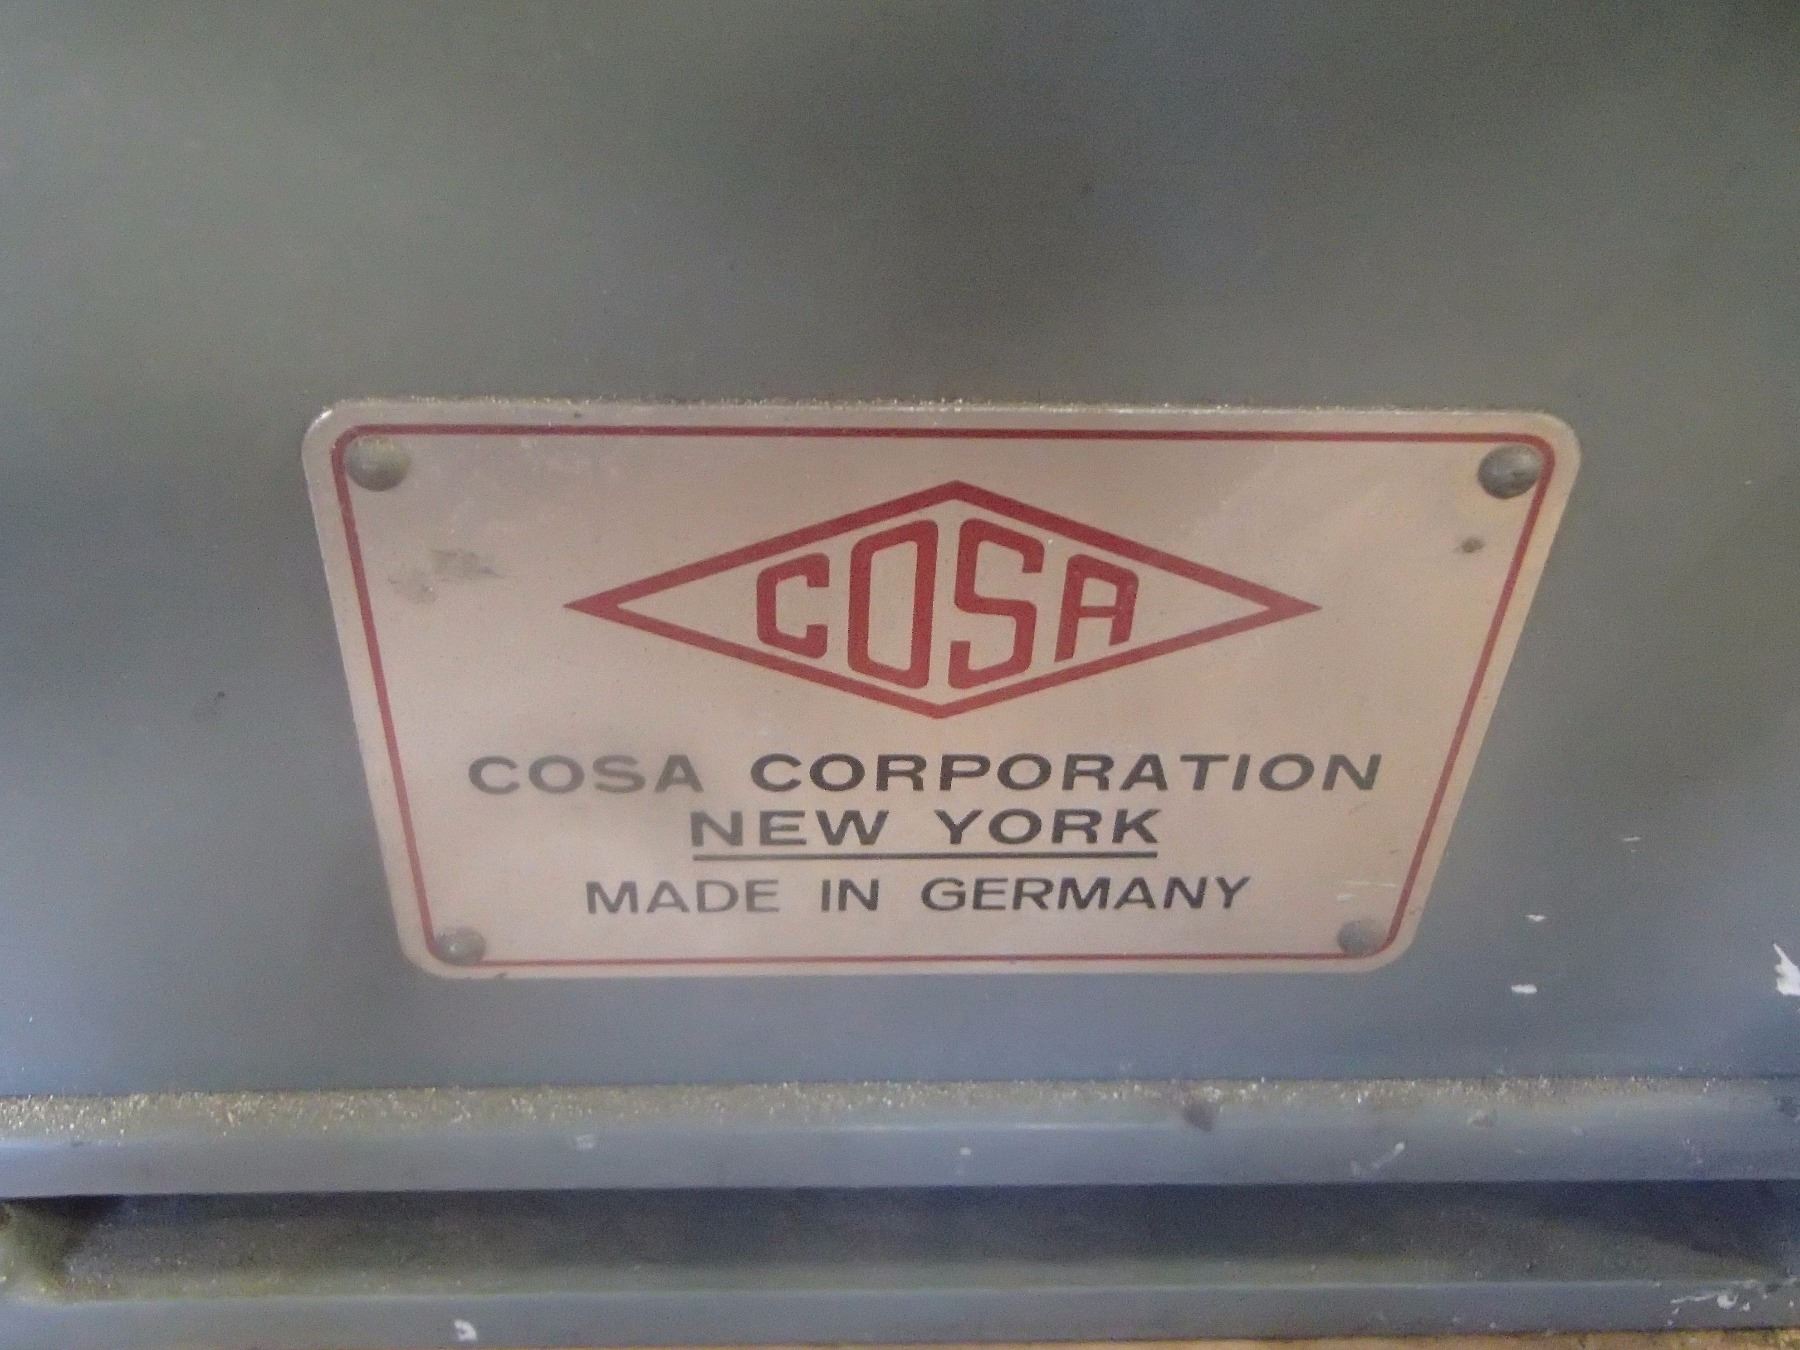 COSA
COSA CORPORATION
NEW YORK
MADE IN GERMANY